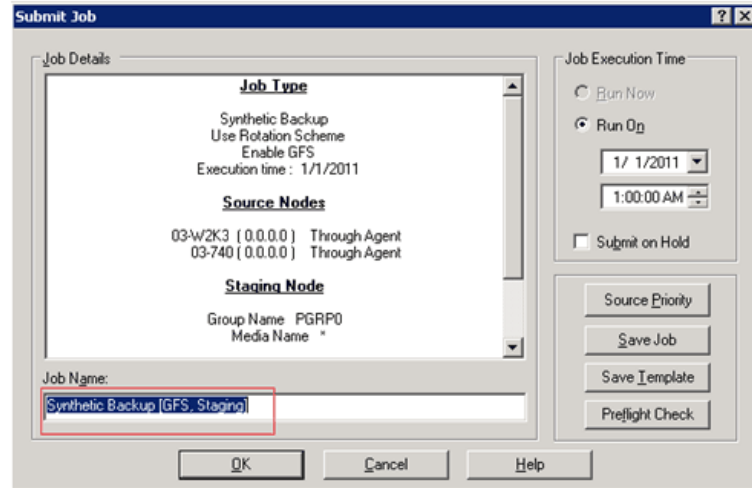 Submit Job
Job Details
Job Type
Synthetic Backup
Use Rotation Scheme
Enable GFS
Execution time : 1/1/2011
Source Nodes
03-W2K3 ( 0.0.0.0 ) Through Agent
03-740 ( 0.0.0.0 ) Through Agent
Staging Node
Group Name PGRP0
Media Name *
Job Name:
Synthetic Backup [GFS, Staging]
Job Execution Time
Run Now
Run On
1/ 1/2011
1:00:00 AM
Submit on Hold
Source Priority
Save Job
Save Template
Preflight Check
OK
Cancel
Help